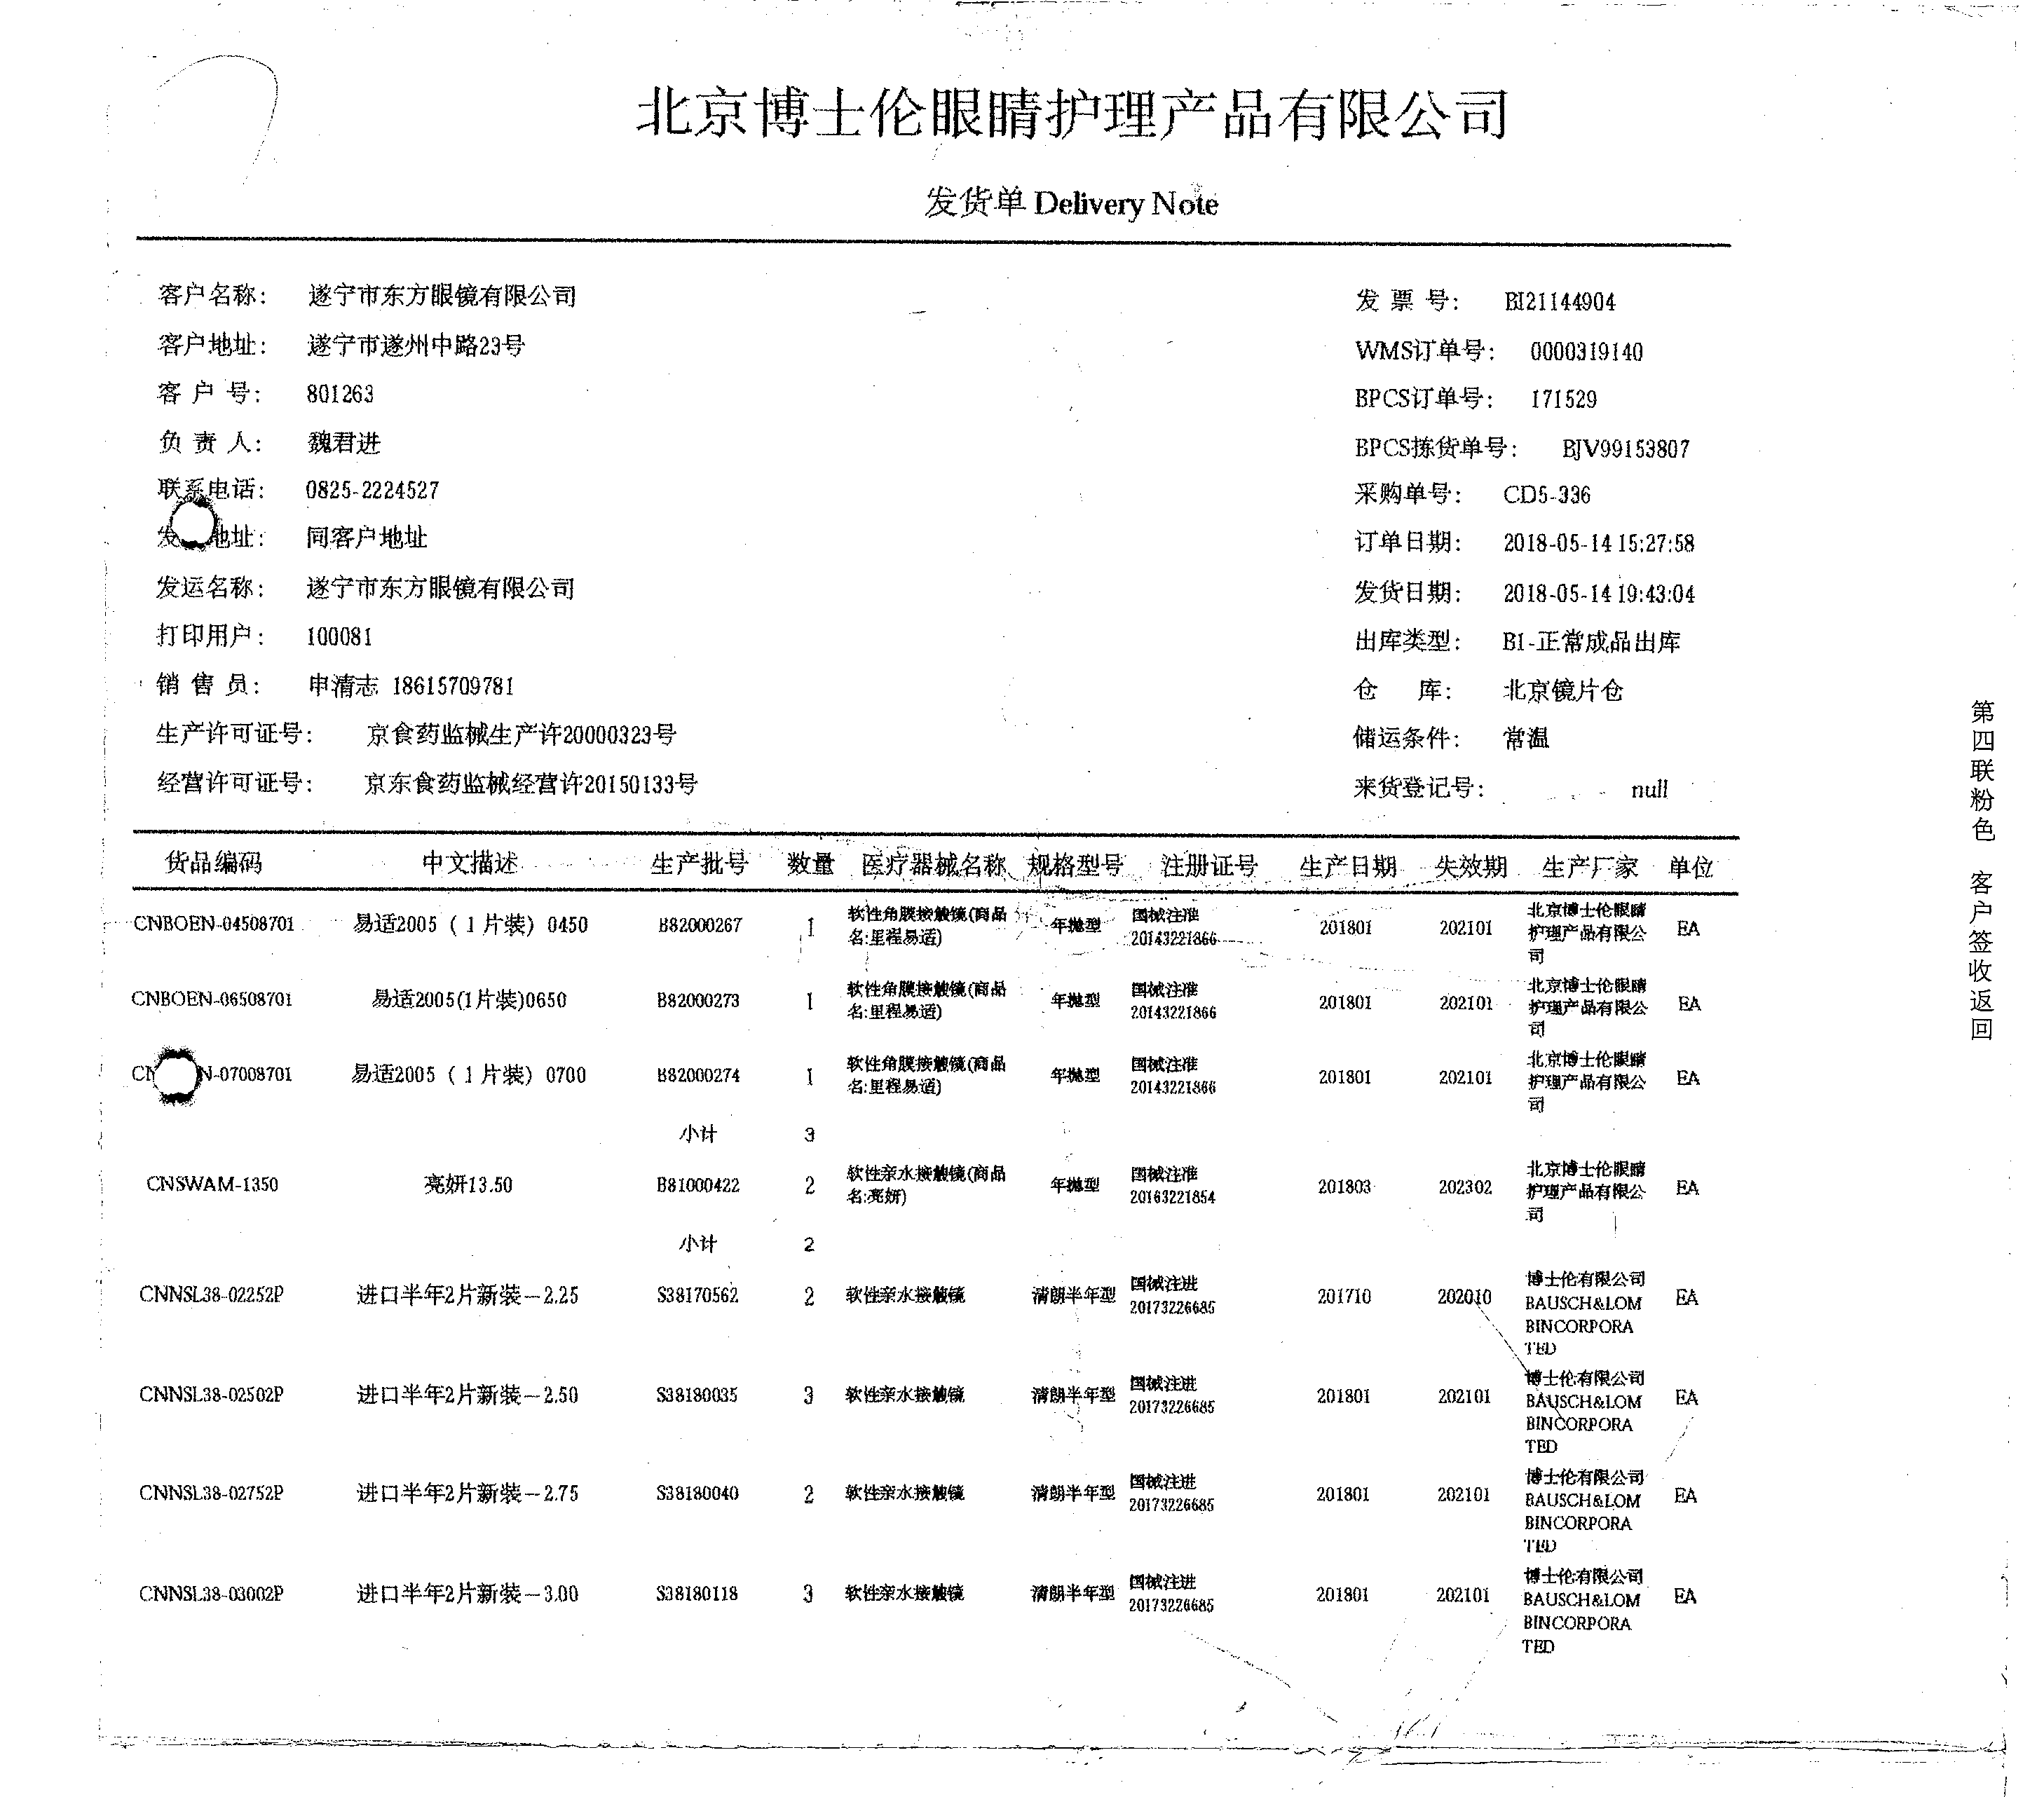 北京博士伦眼睛护理产品有限公司
发货单 Delivery Note
客户名称： 遂宁市东方眼镜有限公司 发 票 号： BI21144904
客户地址： 遂宁市遂州中路23号 WMS订单号： 0000319140
客 户 号： 801263 BPCS订单号： 171529
负 责 人： 魏君进 BPCS拣货单号： BJV99153807
联系电话： 0825-2224527 采购单号： CD5-336
发 地址： 同客户地址 订单日期： 2018-05-14 15:27:58
发运名称： 遂宁市东方眼镜有限公司 发货日期： 2018-05-14 19:43:04
打印用户： 100081 出库类型： B1-正常成品出库
销 售 员： 申清志 18615709781 仓 库： 北京镜片仓
生产许可证号： 京食药监械生产许20000323号 储运条件： 常温
经营许可证号： 京东食药监械经营许20150133号 来货登记号： null
货品编码 中文描述 生产批号 数量 医疗器械名称 规格型号 注册证号 生产日期 失效期 生产厂家 单位
CNBOEN-04508701 易适2005（1片装）0450 B82000267 1 软性角膜接触镜(商品名:里程易适) 年抛型 国械注准20143221866 201801 202101 北京博士伦眼睛护理产品有限公司 EA
CNBOEN-06508701 易适2005(1片装)0650 B82000273 1 软性角膜接触镜(商品名:里程易适) 年抛型 国械注准20143221866 201801 202101 北京博士伦眼睛护理产品有限公司 EA
CN N-07008701 易适2005（1片装）0700 B82000274 1 软性角膜接触镜(商品名:里程易适) 年抛型 国械注准20143221866 201801 202101 北京博士伦眼睛护理产品有限公司 EA
小计 3
CNSWAM-1350 亮妍13.50 B81000422 2 软性亲水接触镜(商品名:亮妍) 年抛型 国械注准20163221854 201803 202302 北京博士伦眼睛护理产品有限公司 EA
小计 2
CNNSL38-02252P 进口半年2片新装－2.25 S38170562 2 软性亲水接触镜 清朗半年型 国械注进20173226685 201710 202010 博士伦有限公司BAUSCH&LOMBINCORPORATED EA
CNNSL38-02502P 进口半年2片新装－2.50 S38180035 3 软性亲水接触镜 清朗半年型 国械注进20173226685 201801 202101 博士伦有限公司BAUSCH&LOMBINCORPORATED EA
CNNSL38-02752P 进口半年2片新装－2.75 S38180040 2 软性亲水接触镜 清朗半年型 国械注进20173226685 201801 202101 博士伦有限公司BAUSCH&LOMBINCORPORATED EA
CNNSL38-03002P 进口半年2片新装－3.00 S38180118 3 软性亲水接触镜 清朗半年型 国械注进20173226685 201801 202101 博士伦有限公司BAUSCH&LOMBINCORPORATED EA
第四联粉色 客户签收返回